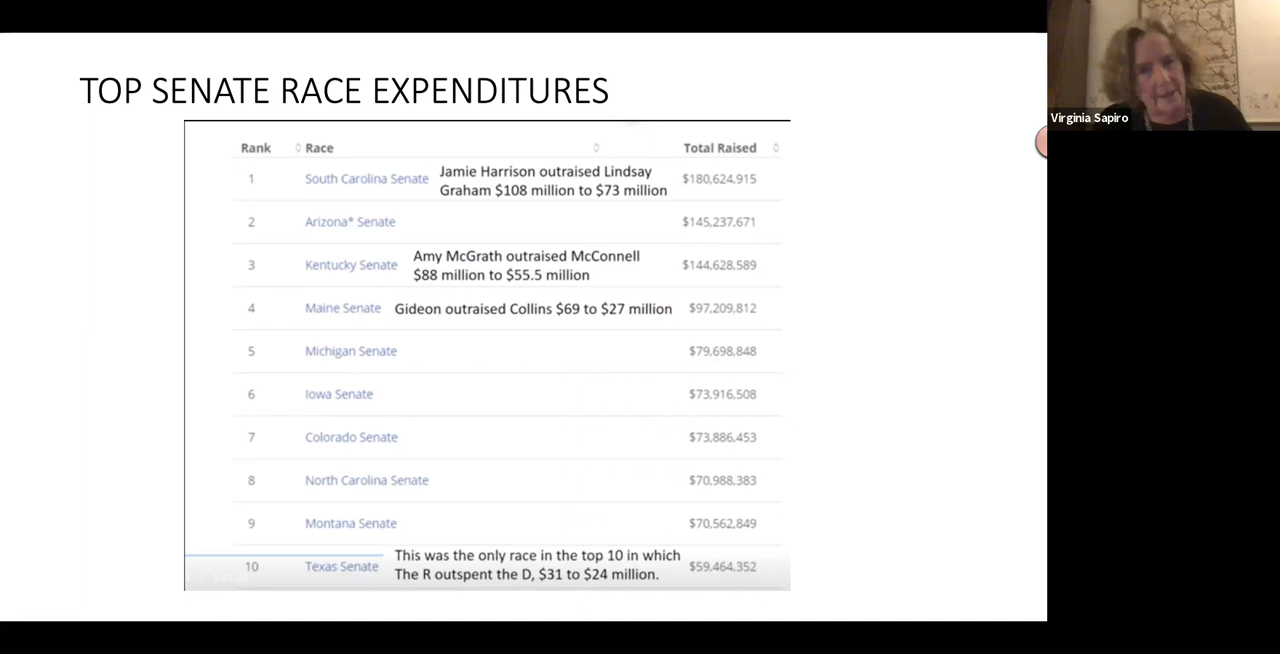 TOP SENATE RACE EXPENDITURES
Virginia Sapiro
Rank Race Total Raised
1 South Carolina Senate Jamie Harrison outraised Lindsay $180,624,915
Graham $108 million to $73 million
2 Arizona* Senate $145,237,671
3 Kentucky Senate Amy McGrath outraised McConnell $144,628,589
$88 million to $55.5 million
4 Maine Senate Gideon outraised Collins $69 to $27 million $97,209,812
5 Michigan Senate $79,698,848
6 Iowa Senate $73,916,508
7 Colorado Senate $73,886,453
8 North Carolina Senate $70,988,383
9 Montana Senate $70,562,849
10 Texas Senate This was the only race in the top 10 in which $59,464,352
The R outspent the D, $31 to $24 million.